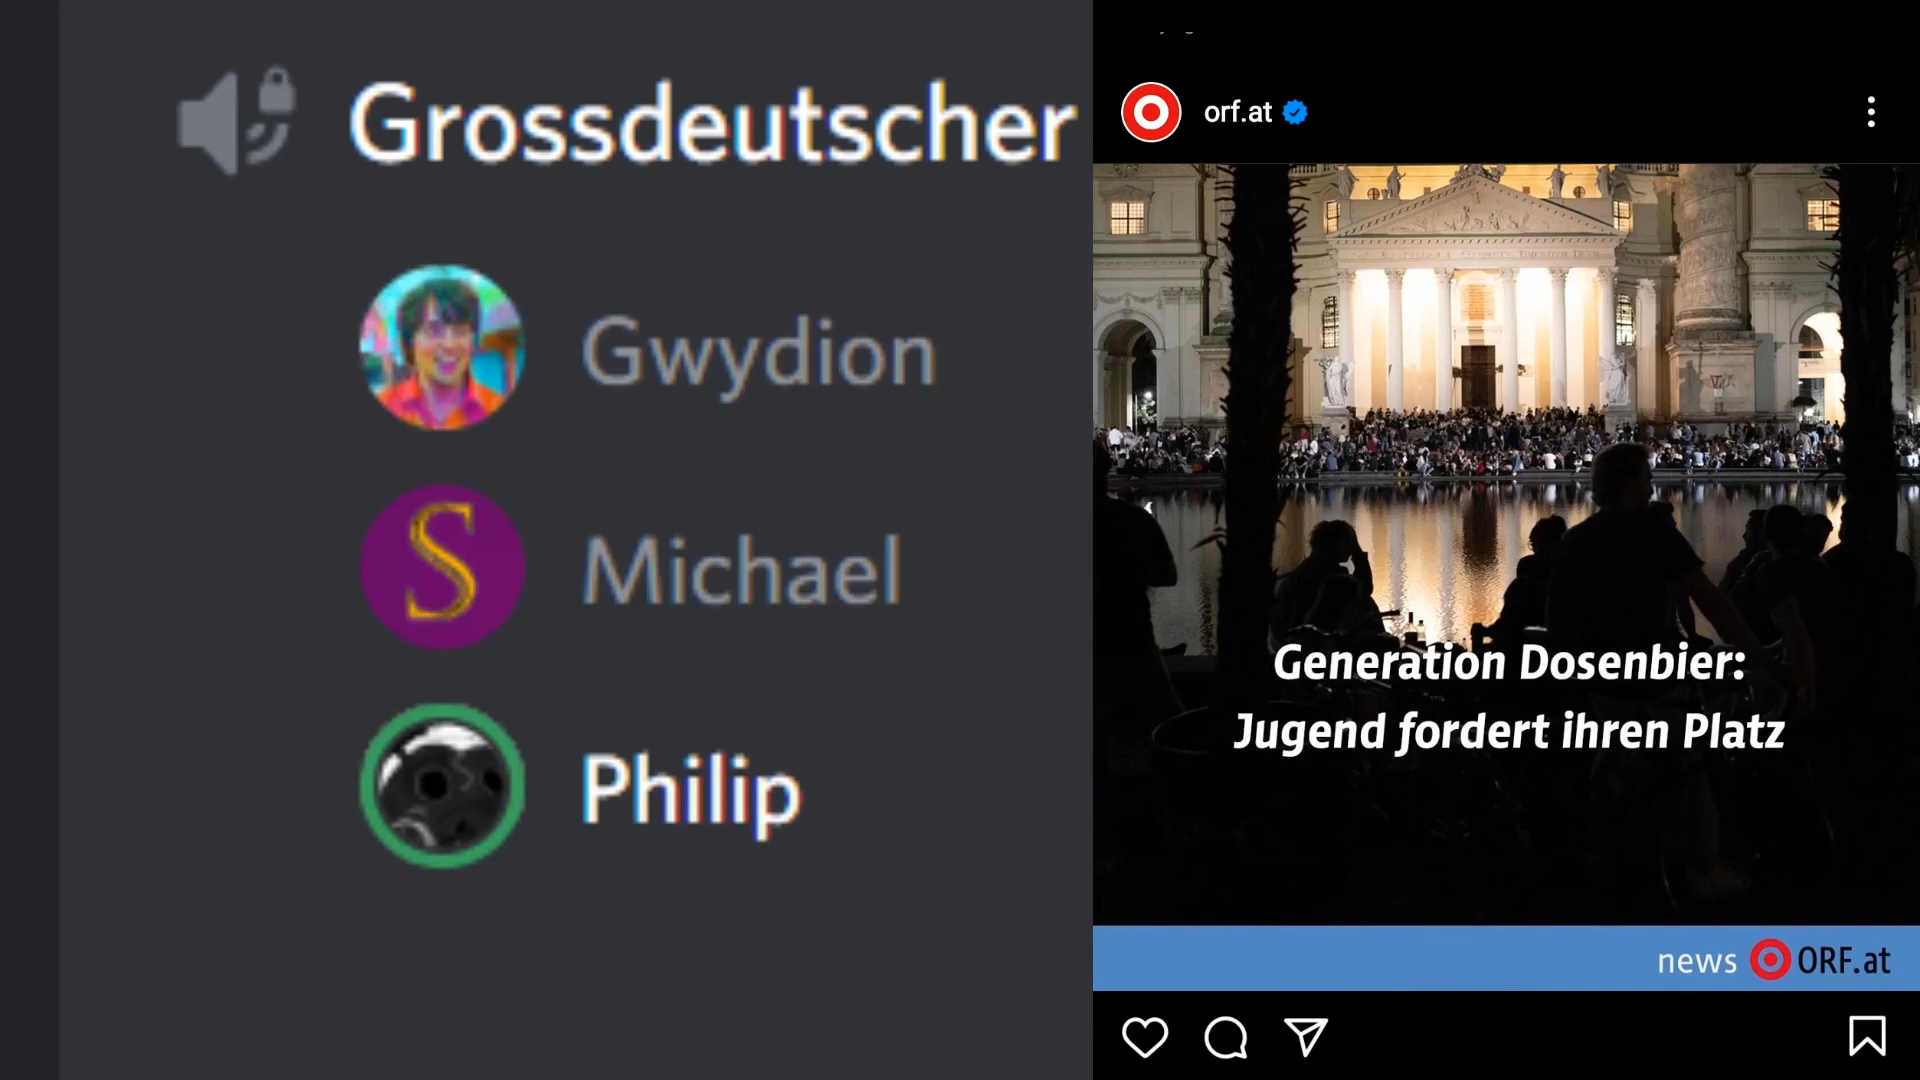 Grossdeutscher
Gwydion
S
Michael
Philip
orf.at
Generation Dosenbier:
Jugend fordert ihren Platz
news ORF.at